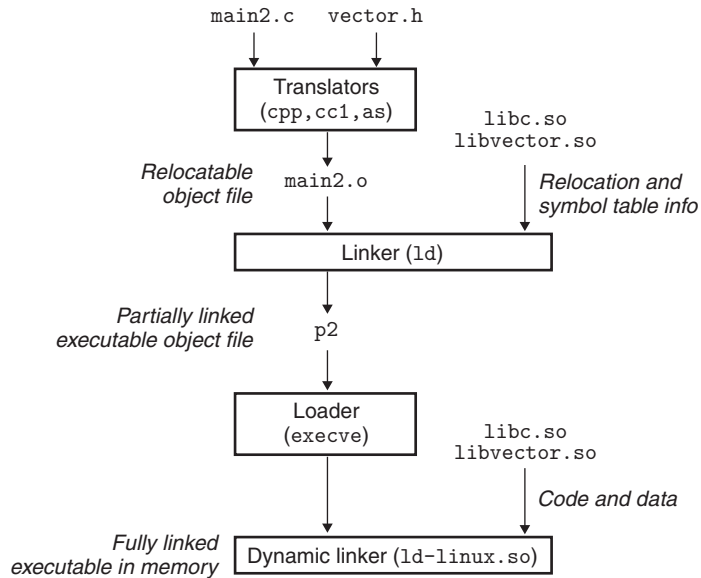 main2.c vector.h
Translators
(cpp,cc1,as)
libc.so
libvector.so
Relocatable
object file
main2.o
Relocation and
symbol table info
Linker (ld)
Partially linked
executable object file
p2
Loader
(execve)
libc.so
libvector.so
Code and data
Fully linked
executable in memory
Dynamic linker (ld-linux.so)